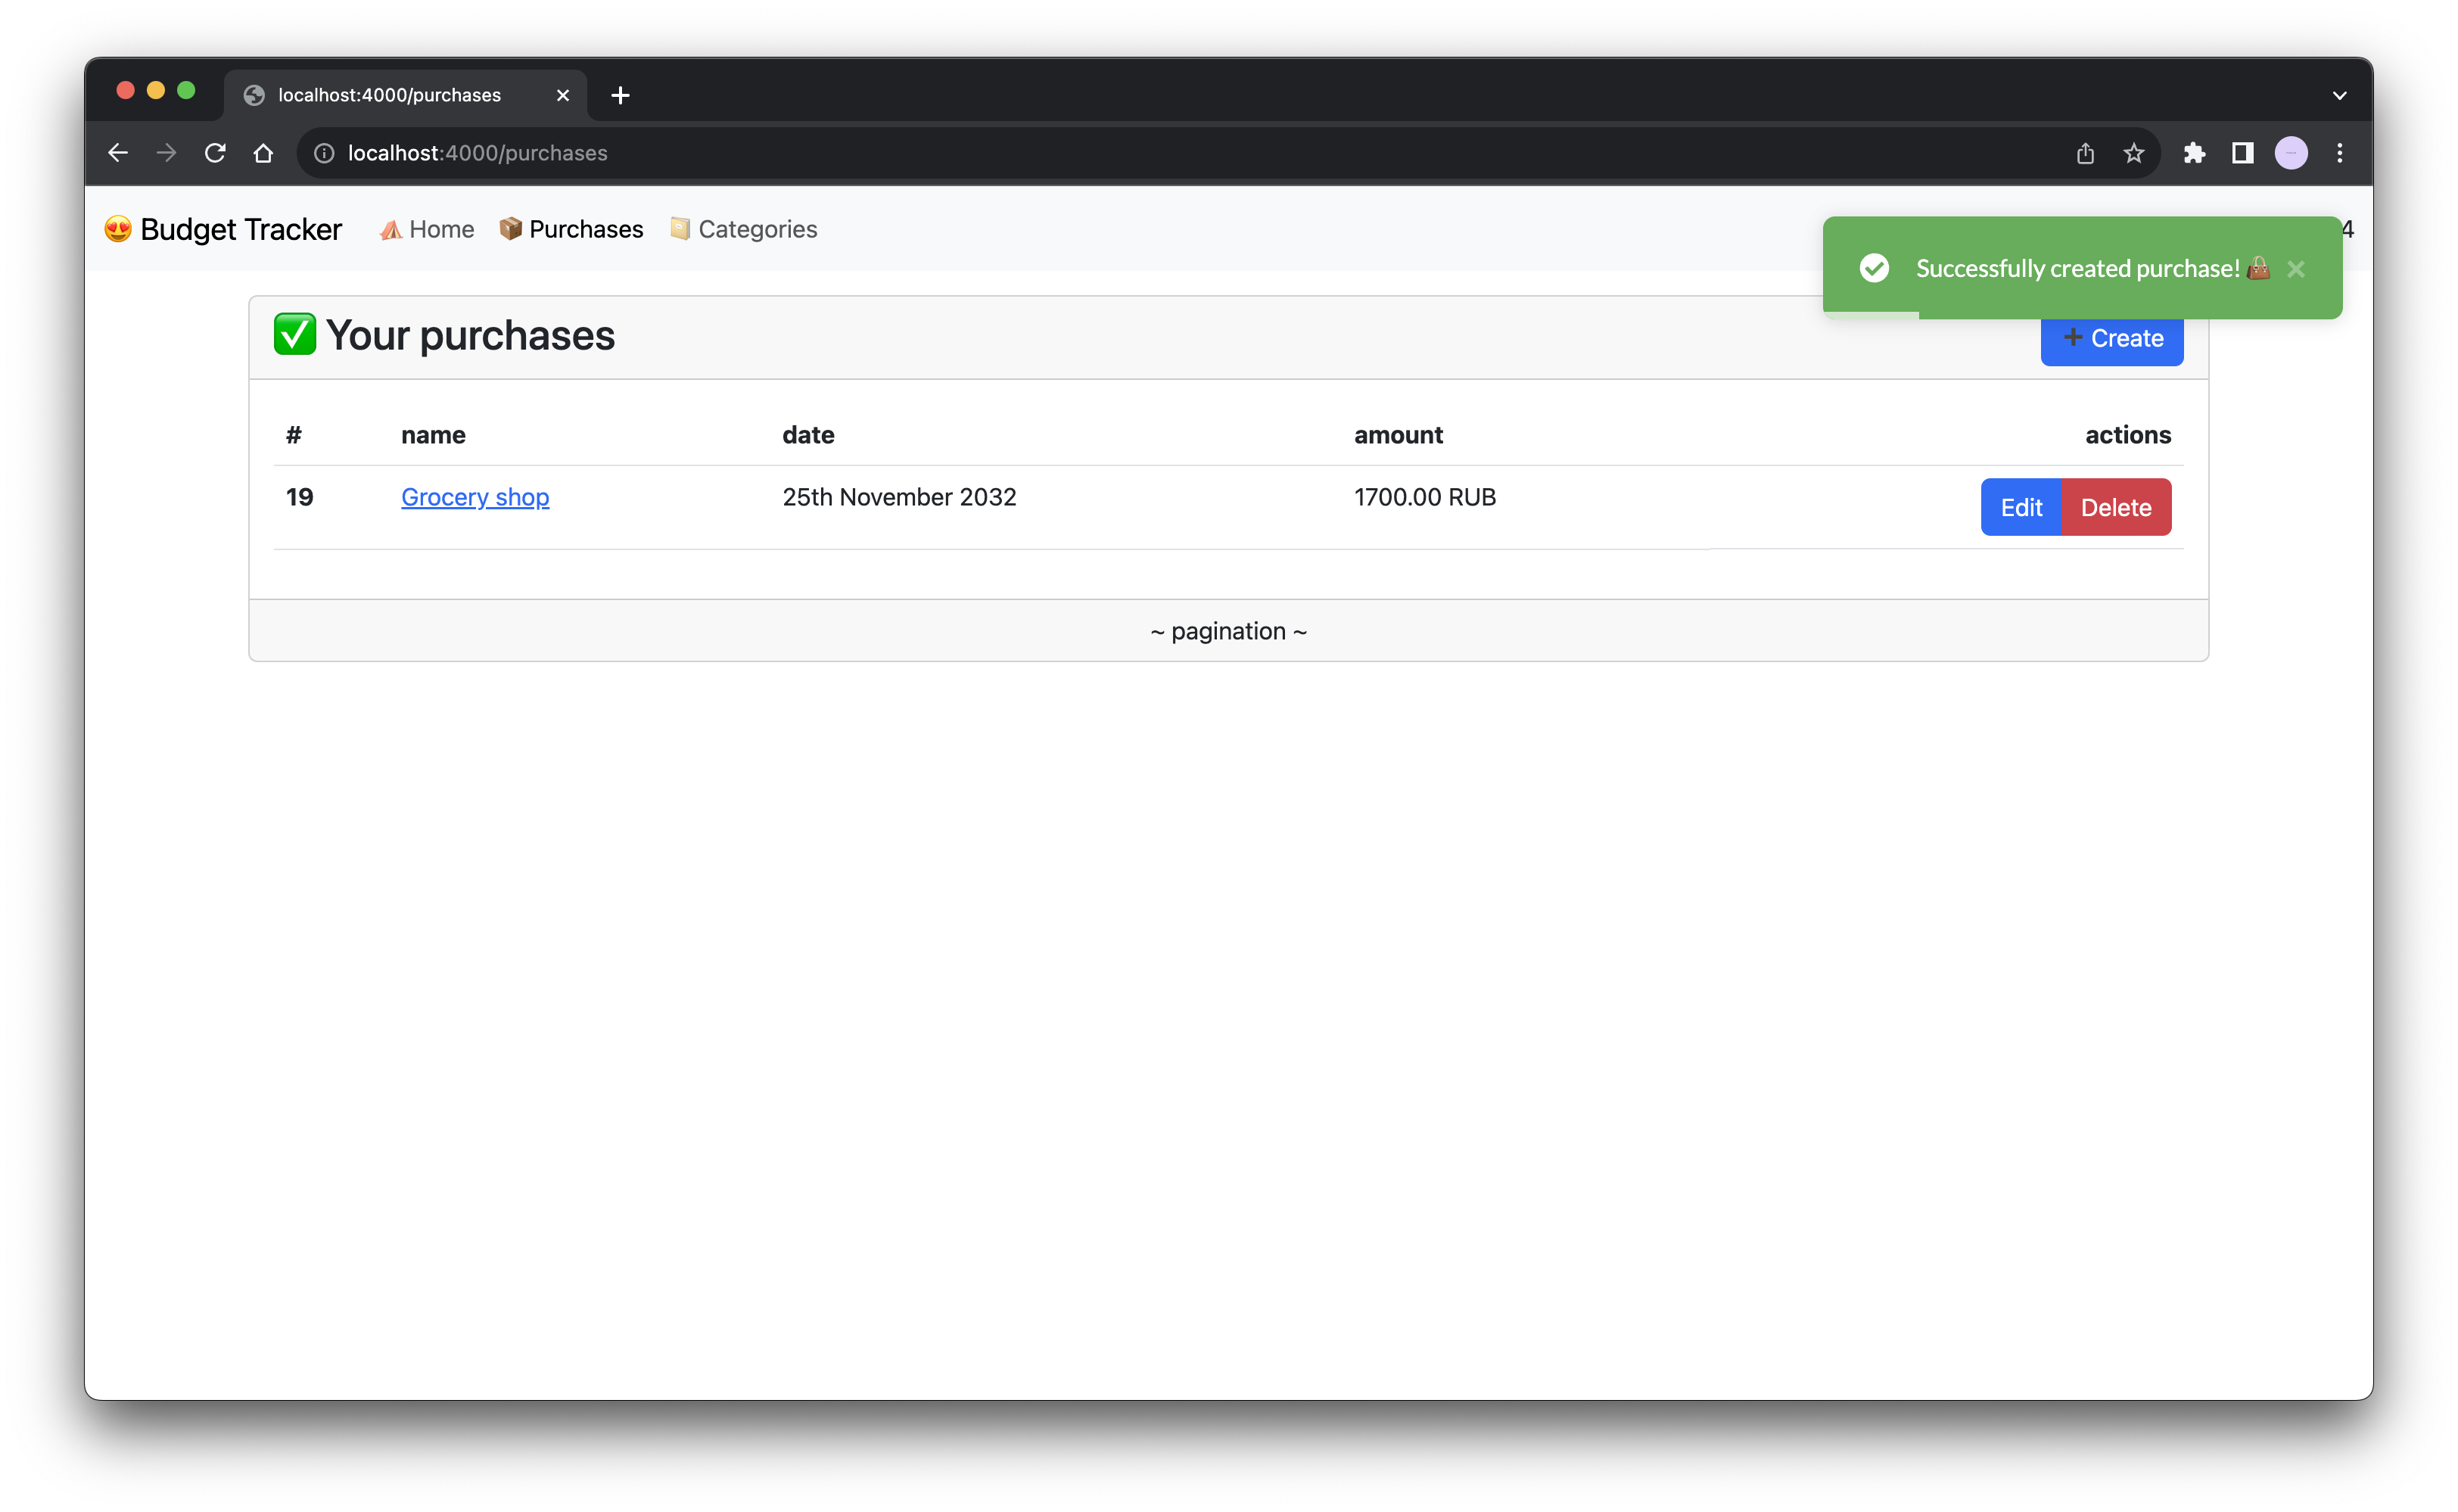 localhost:4000/purchases
localhost:4000/purchases
😍 Budget Tracker ⛺ Home 📦 Purchases 📒 Categories 4
Successfully created purchase! 👜 ×
✅ Your purchases
➕ Create
# name date amount actions
19 Grocery shop 25th November 2032 1700.00 RUB Edit Delete
~ pagination ~